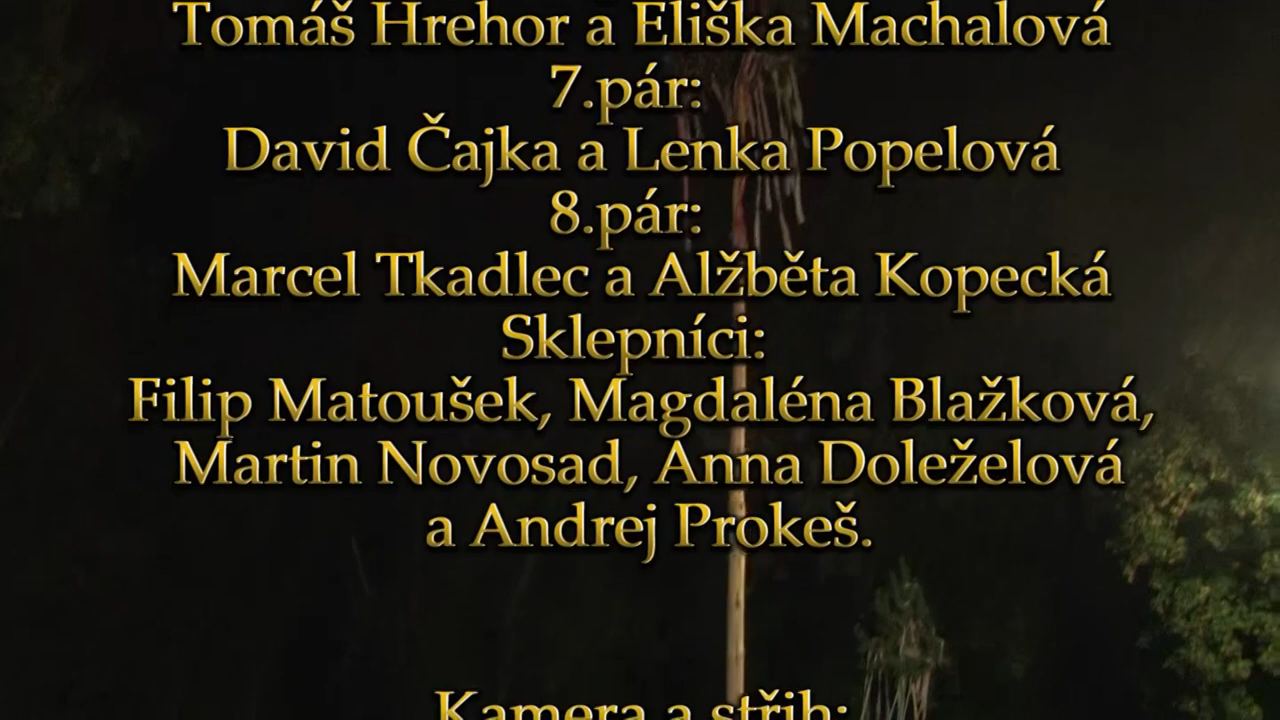 Tomáš Hrehor a Eliška Machalová
7.pár:
David Čajka a Lenka Popelová
8.pár:
Marcel Tkadlec a Alžběta Kopecká
Sklepníci:
Filip Matoušek, Magdaléna Blažková,
Martin Novosad, Anna Doleželová
a Andrej Prokeš.
Kamera a střih: